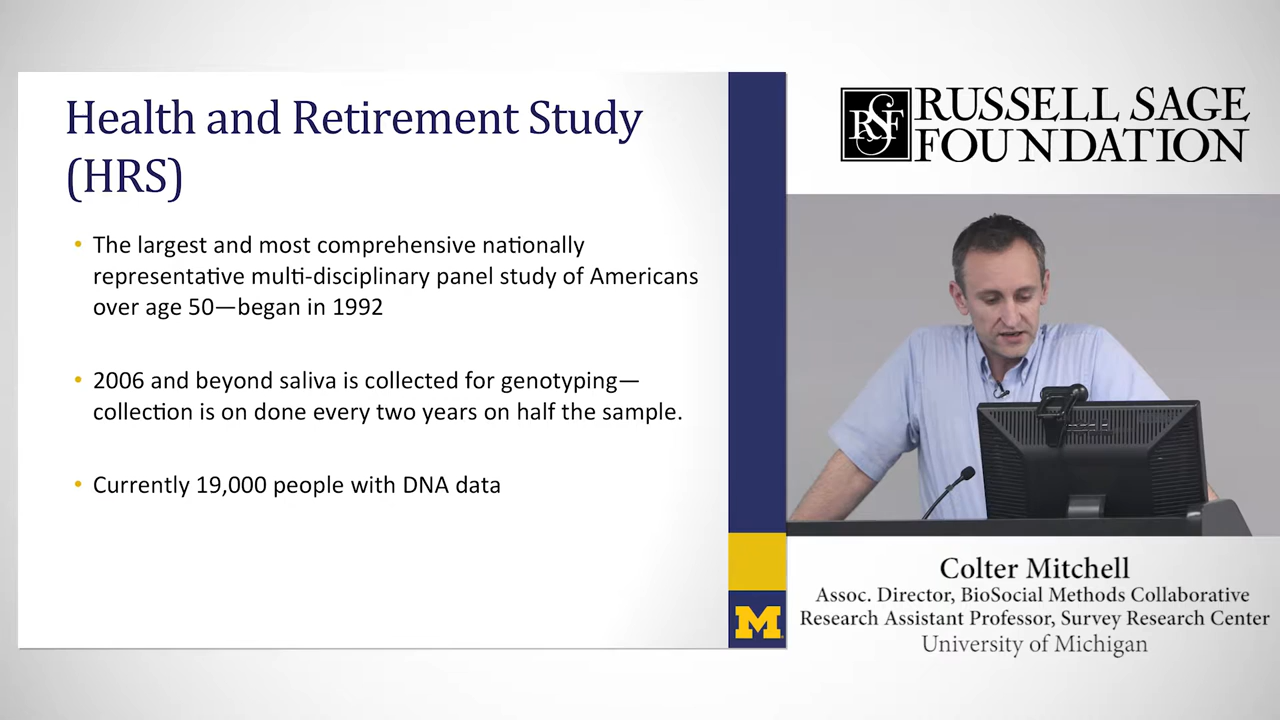 Health and Retirement Study
(HRS)
• The largest and most comprehensive nationally
representative multi-disciplinary panel study of Americans
over age 50—began in 1992
• 2006 and beyond saliva is collected for genotyping—
collection is on done every two years on half the sample.
• Currently 19,000 people with DNA data
M
RSF
RUSSELL SAGE
FOUNDATION
Colter Mitchell
Assoc. Director, BioSocial Methods Collaborative
Research Assistant Professor, Survey Research Center
University of Michigan